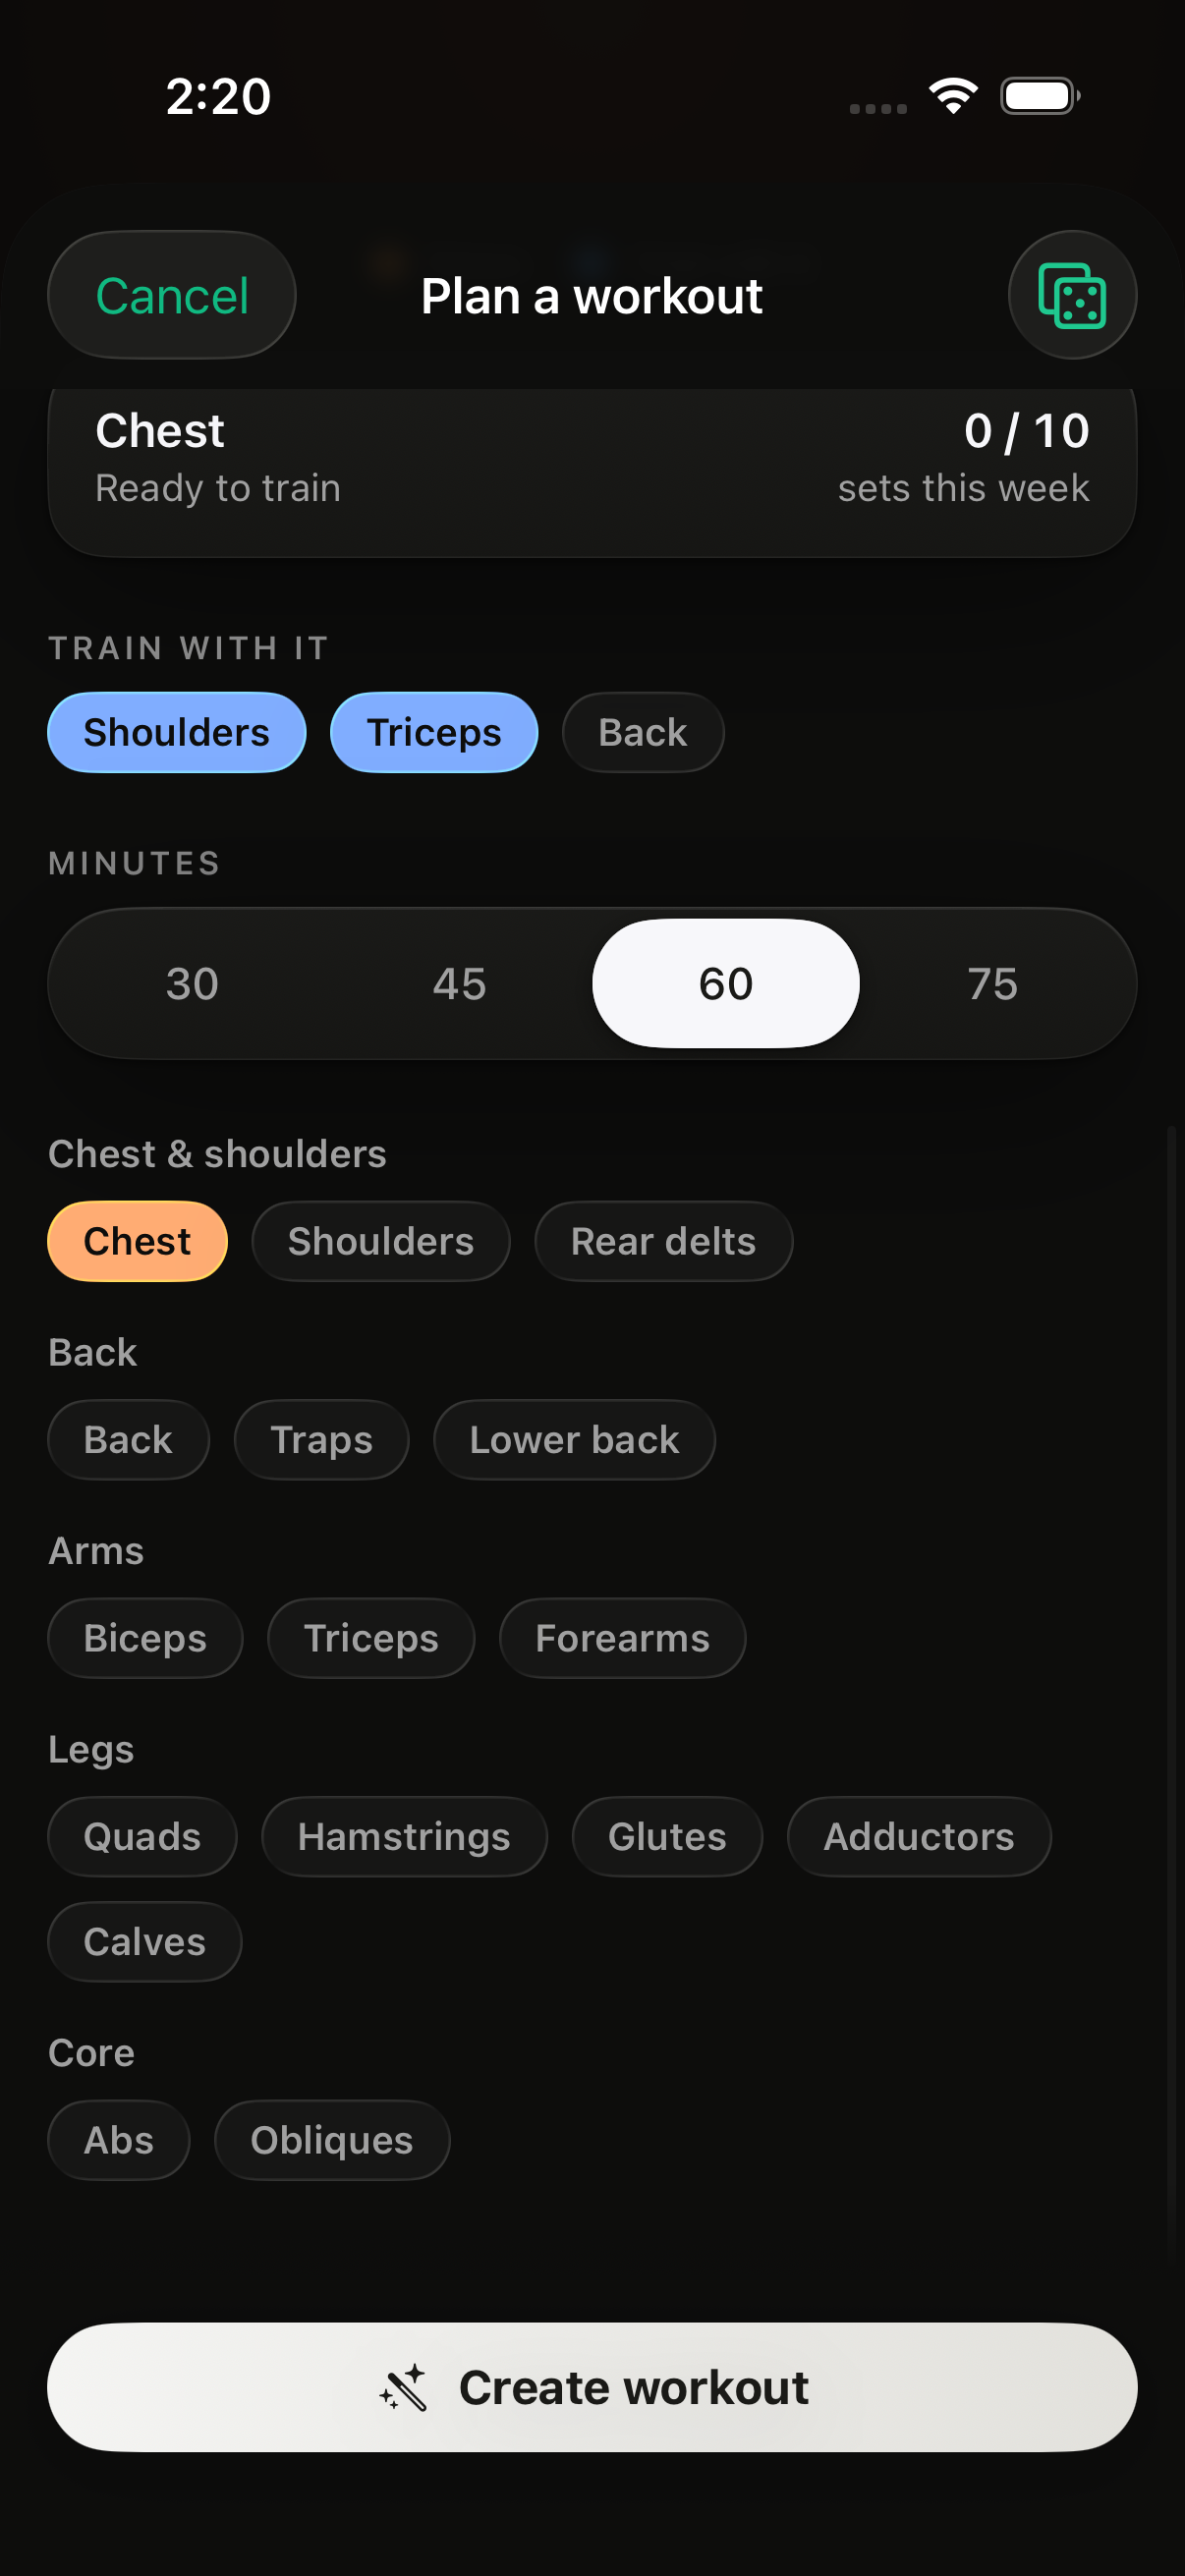 2:20
Cancel
Plan a workout
Chest
0 / 10
Ready to train
sets this week
TRAIN WITH IT
Shoulders
Triceps
Back
MINUTES
30
45
60
75
Chest & shoulders
Chest
Shoulders
Rear delts
Back
Back
Traps
Lower back
Arms
Biceps
Triceps
Forearms
Legs
Quads
Hamstrings
Glutes
Adductors
Calves
Core
Abs
Obliques
Create workout